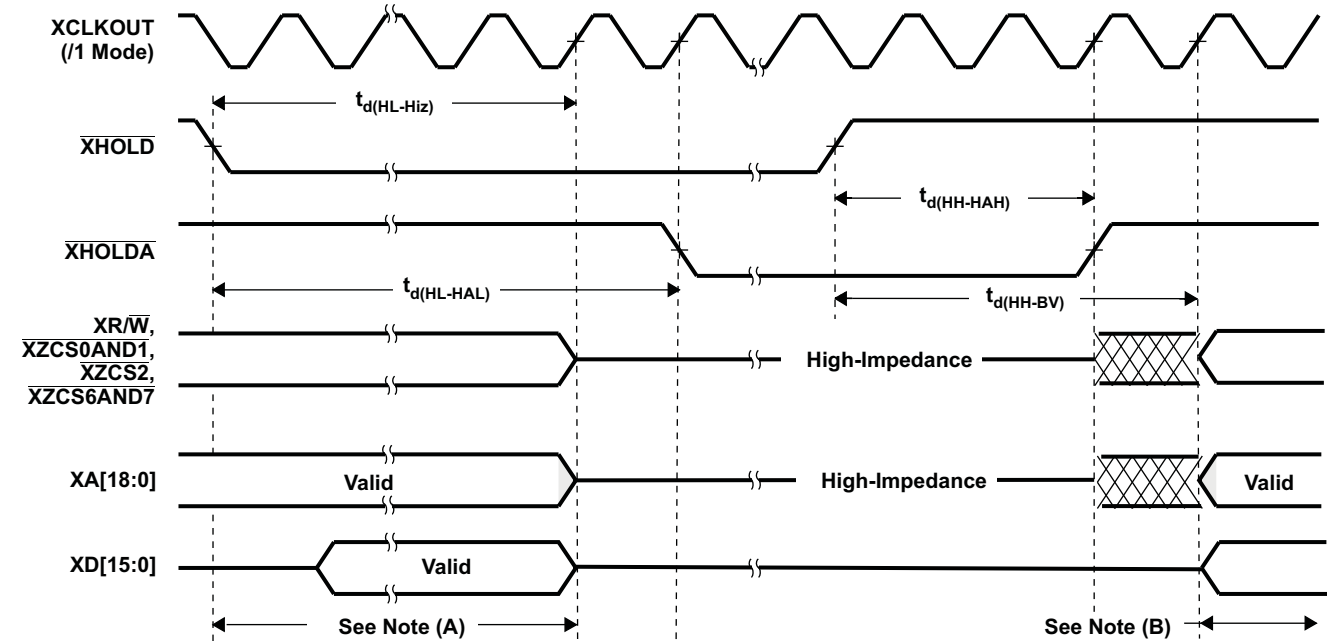 XCLKOUT
(/1 Mode)
td(HL-Hiz)
XHOLD
td(HH-HAH)
XHOLDA
td(HL-HAL)
td(HH-BV)
XR/W,
XZCS0AND1,
XZCS2,
XZCS6AND7
High-Impedance
XA[18:0]
Valid
High-Impedance
Valid
XD[15:0]
Valid
See Note (A)
See Note (B)